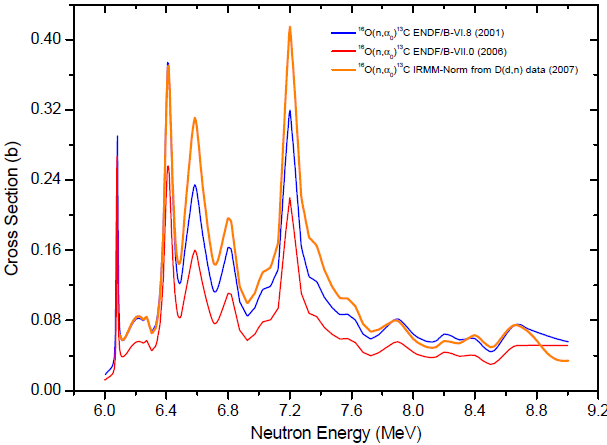 ¹⁶O(n,α₀)¹³C ENDF/B-VI.8 (2001)
¹⁶O(n,α₀)¹³C ENDF/B-VII.0 (2006)
¹⁶O(n,α₀)¹³C IRMM-Norm from D(d,n) data (2007)
Cross Section (b)
0.40
0.32
0.24
0.16
0.08
0.00
6.0 6.4 6.8 7.2 7.6 8.0 8.4 8.8 9.2
Neutron Energy (MeV)